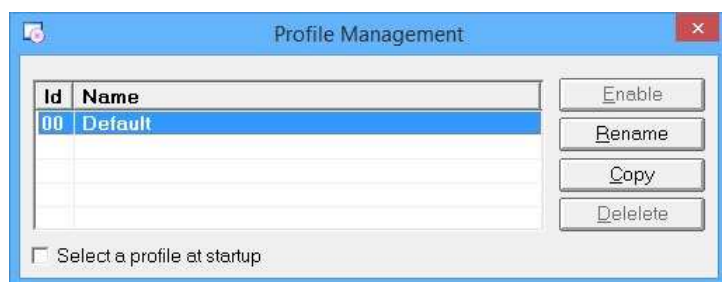 Profile Management
Id Name
00 Default
Enable
Rename
Copy
Delelete
Select a profile at startup